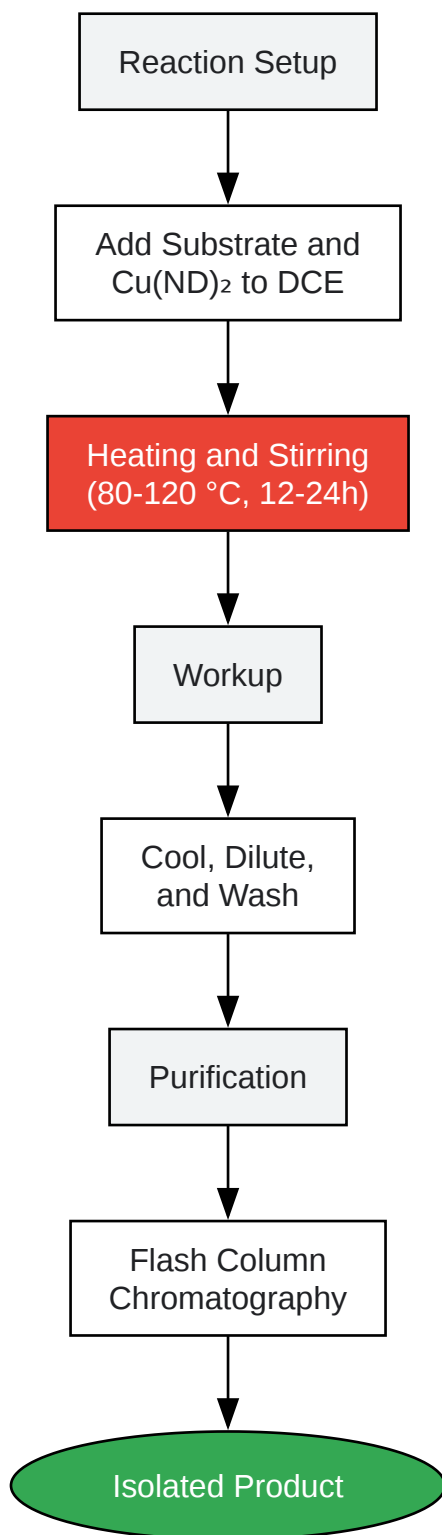 Reaction Setup
Add Substrate and
Cu(ND)₂ to DCE
Heating and Stirring
(80-120 °C, 12-24h)
Workup
Cool, Dilute,
and Wash
Purification
Flash Column
Chromatography
Isolated Product